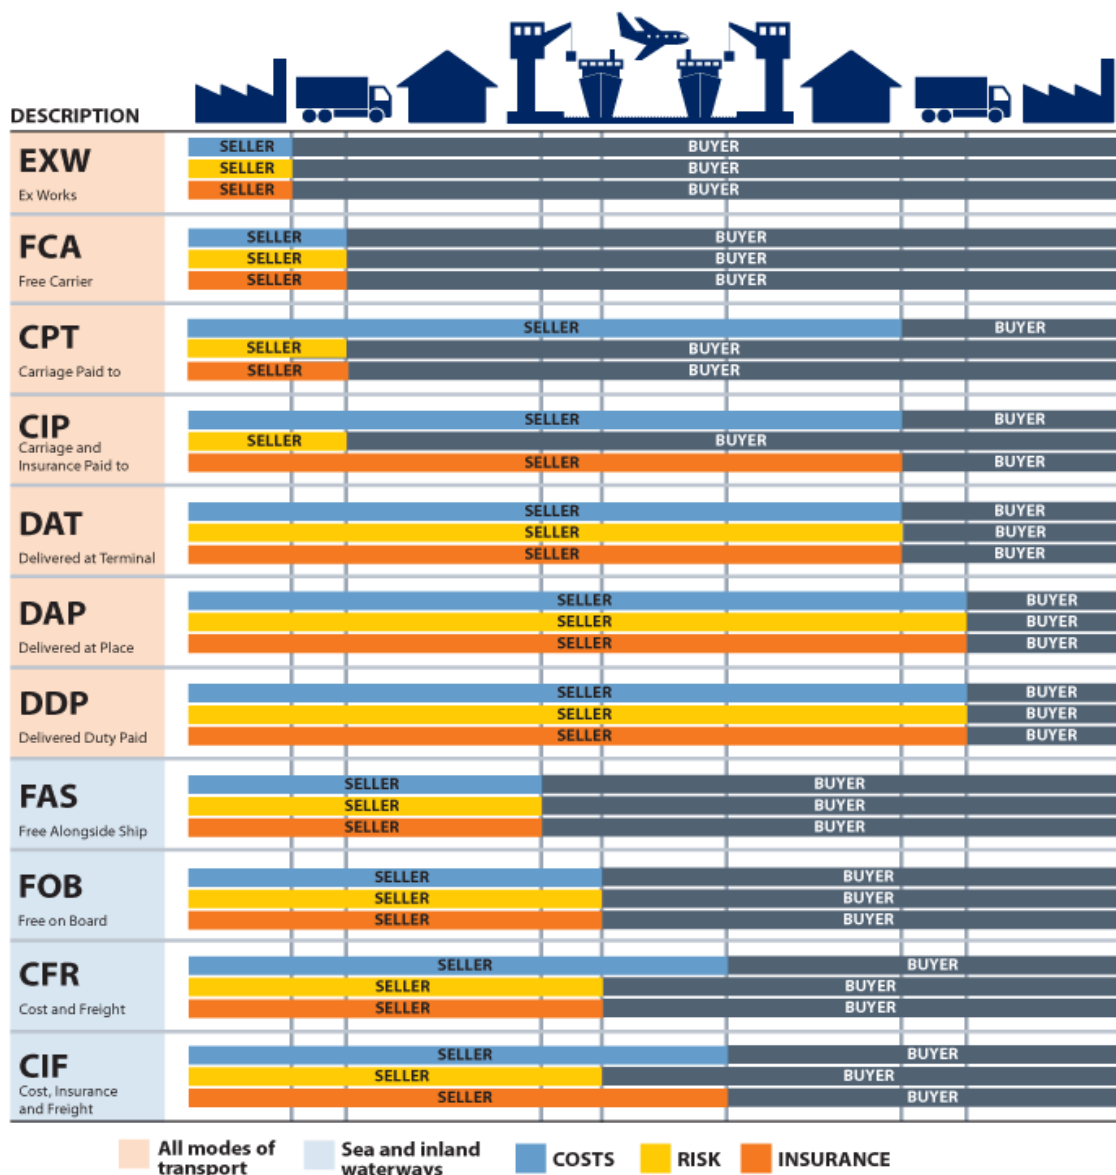 DESCRIPTION
EXW
Ex Works
SELLER BUYER
SELLER BUYER
SELLER BUYER
FCA
Free Carrier
SELLER BUYER
SELLER BUYER
SELLER BUYER
CPT
Carriage Paid to
SELLER BUYER
SELLER BUYER
SELLER BUYER
CIP
Carriage and
Insurance Paid to
SELLER BUYER
SELLER BUYER
SELLER BUYER
DAT
Delivered at Terminal
SELLER BUYER
SELLER BUYER
SELLER BUYER
DAP
Delivered at Place
SELLER BUYER
SELLER BUYER
SELLER BUYER
DDP
Delivered Duty Paid
SELLER BUYER
SELLER BUYER
SELLER BUYER
FAS
Free Alongside Ship
SELLER BUYER
SELLER BUYER
SELLER BUYER
FOB
Free on Board
SELLER BUYER
SELLER BUYER
SELLER BUYER
CFR
Cost and Freight
SELLER BUYER
SELLER BUYER
SELLER BUYER
CIF
Cost, Insurance
and Freight
SELLER BUYER
SELLER BUYER
SELLER BUYER
All modes of
transport
Sea and inland
waterways
COSTS
RISK
INSURANCE